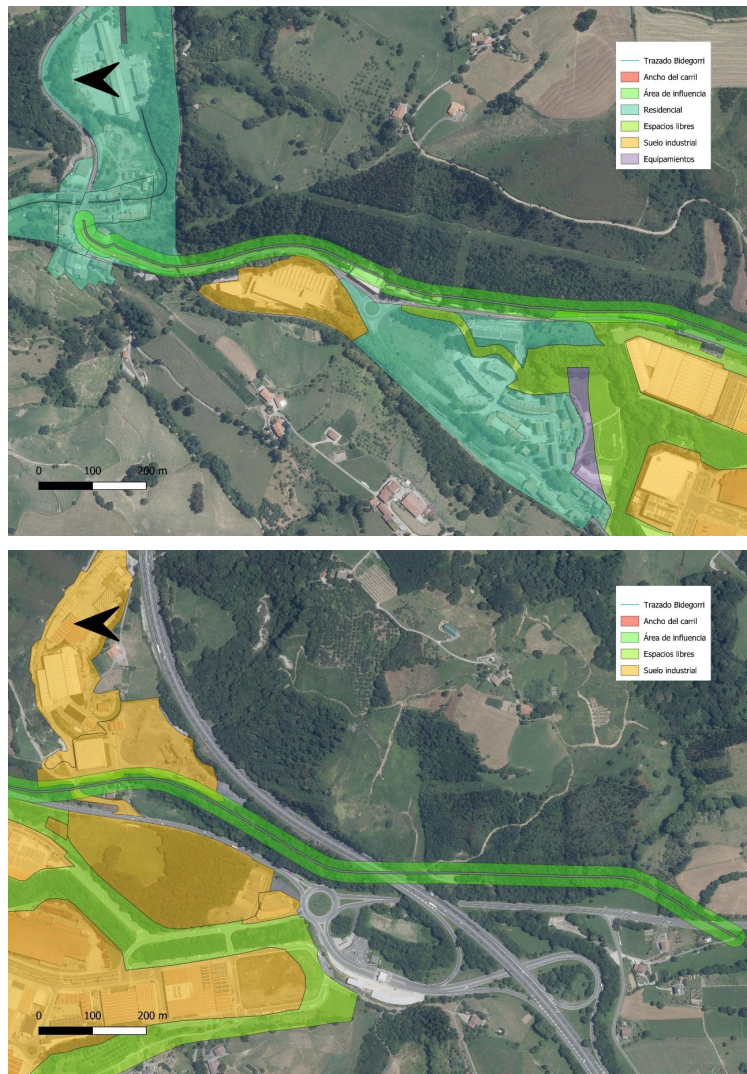 Trazado Bidegorri
Ancho del carril
Área de influencia
Residencial
Espacios libres
Suelo industrial
Equipamientos
0 100 200 m
Trazado Bidegorri
Ancho del carril
Área de influencia
Espacios libres
Suelo industrial
0 100 200 m